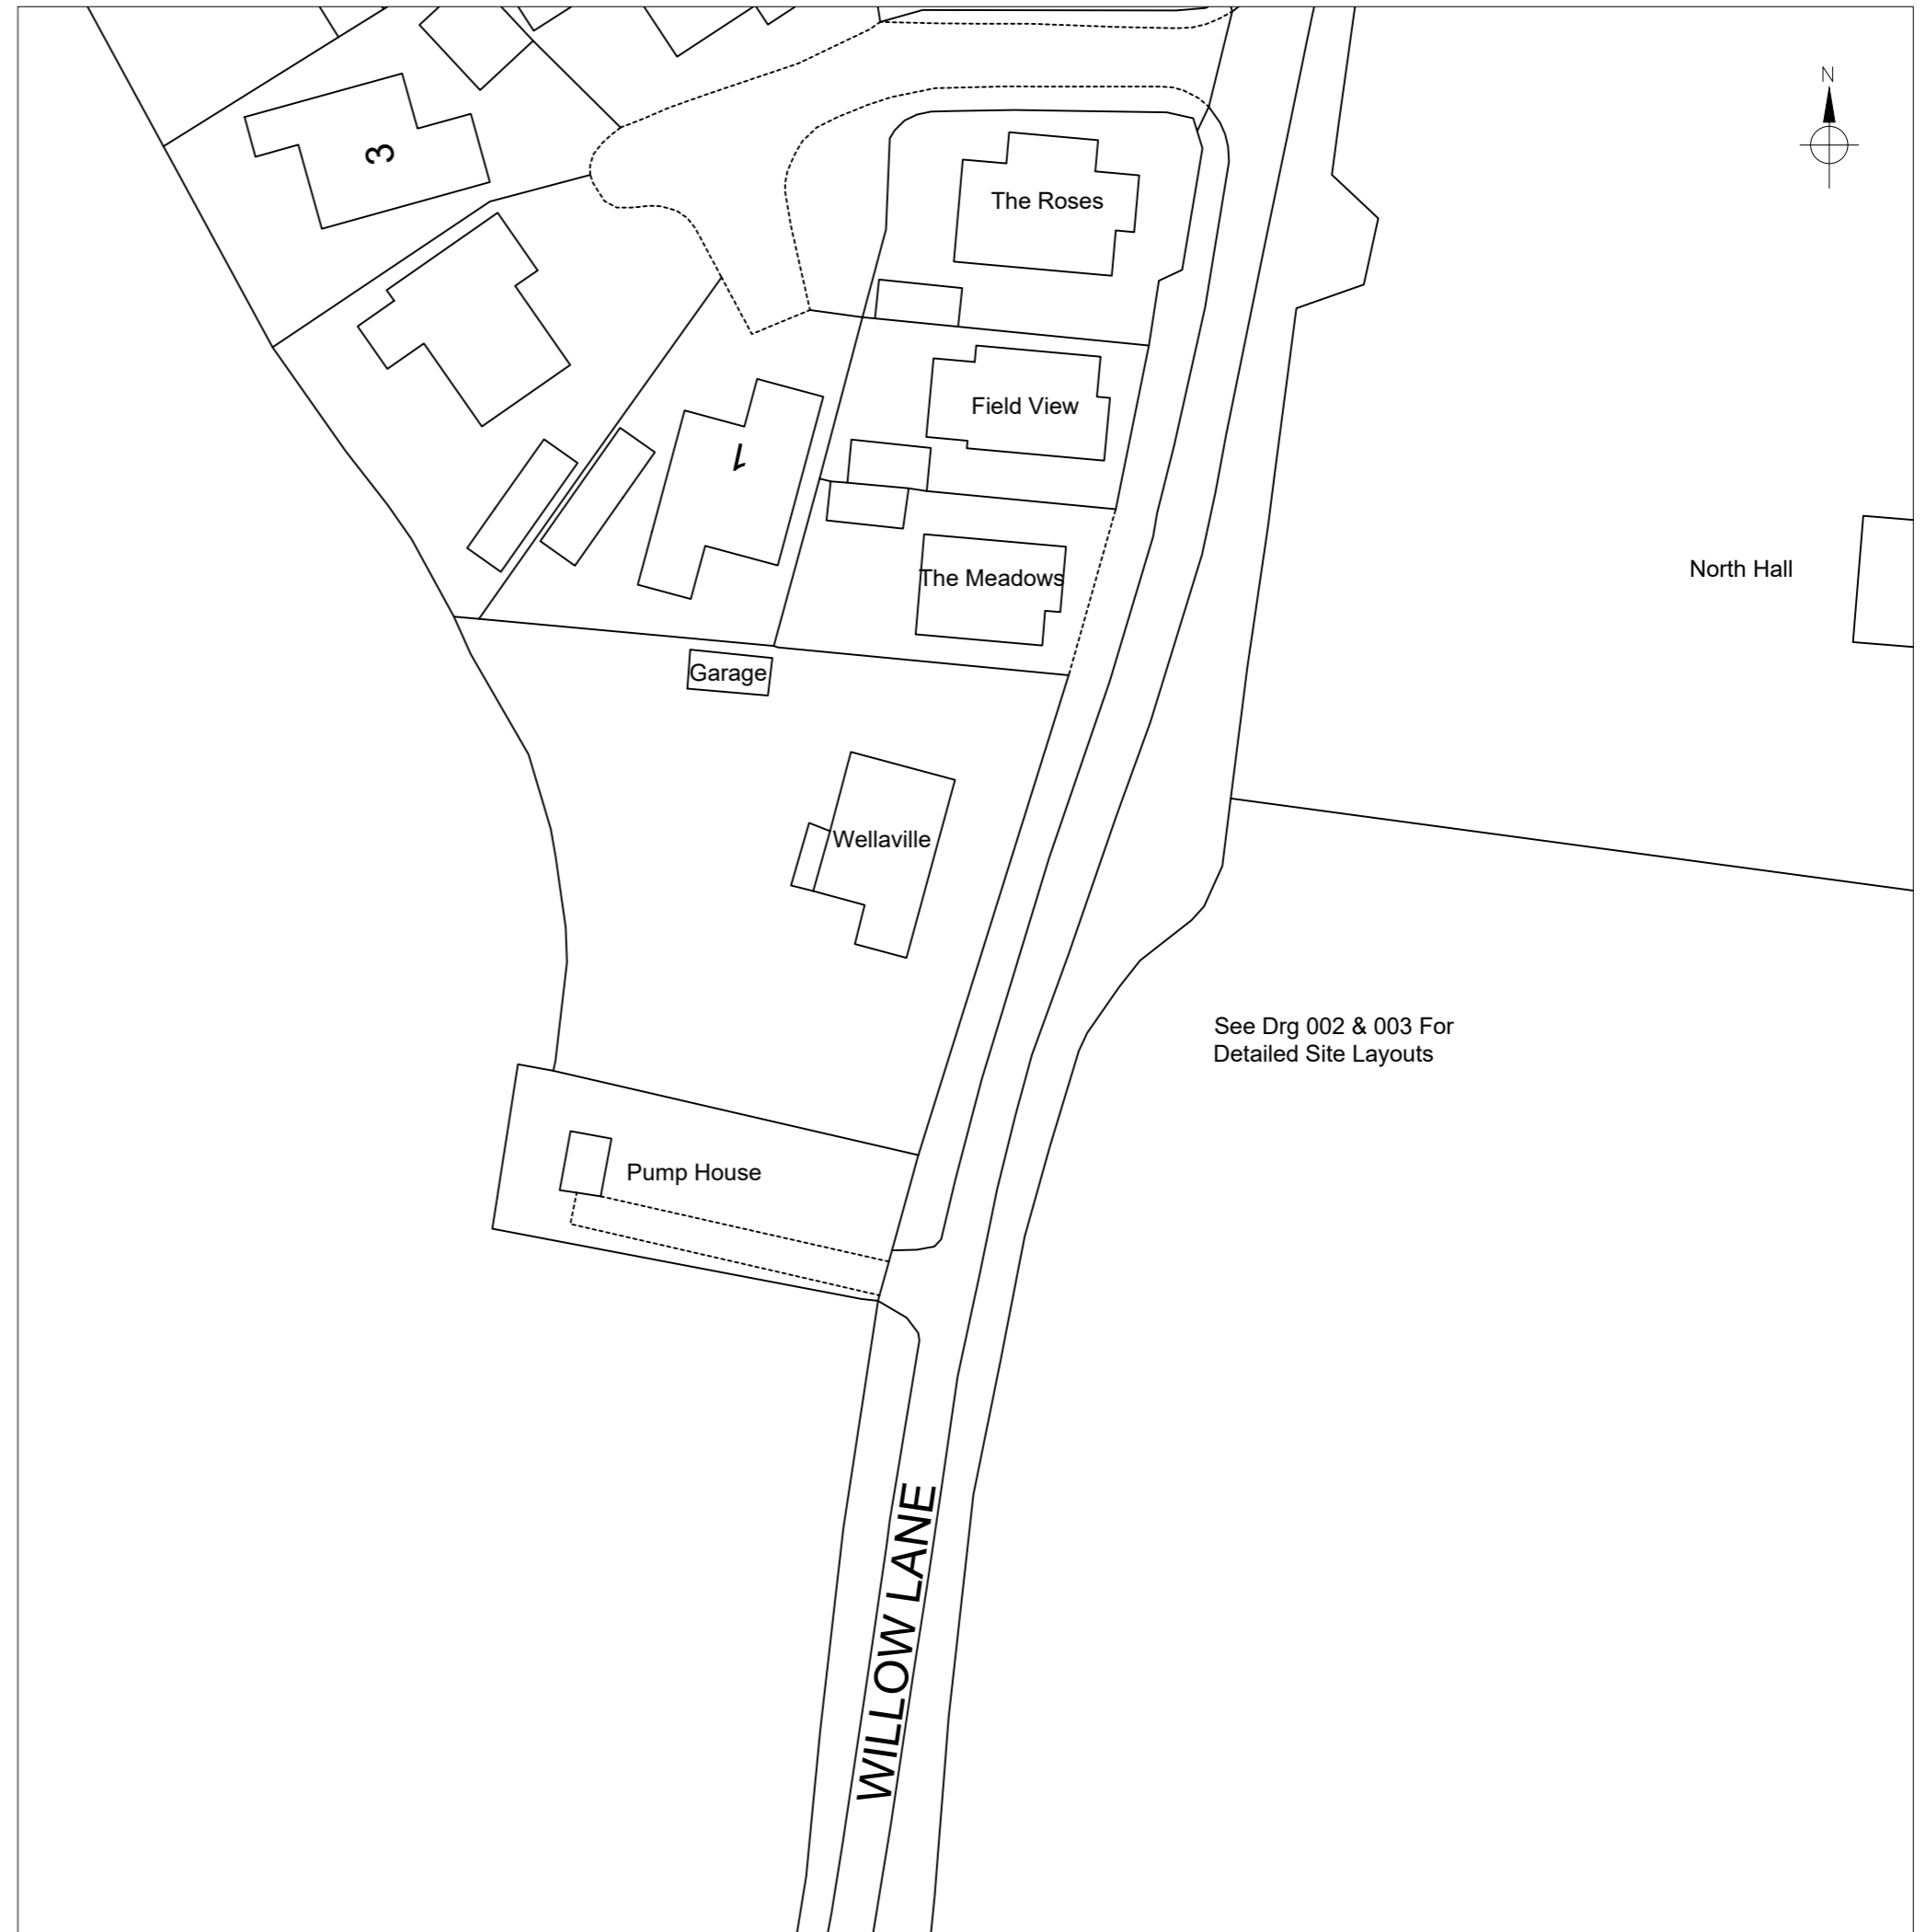 N
3
The Roses
Field View
1
The Meadows
North Hall
Garage
Wellaville
See Drg 002 & 003 For
Detailed Site Layouts
Pump House
WILLOW LANE